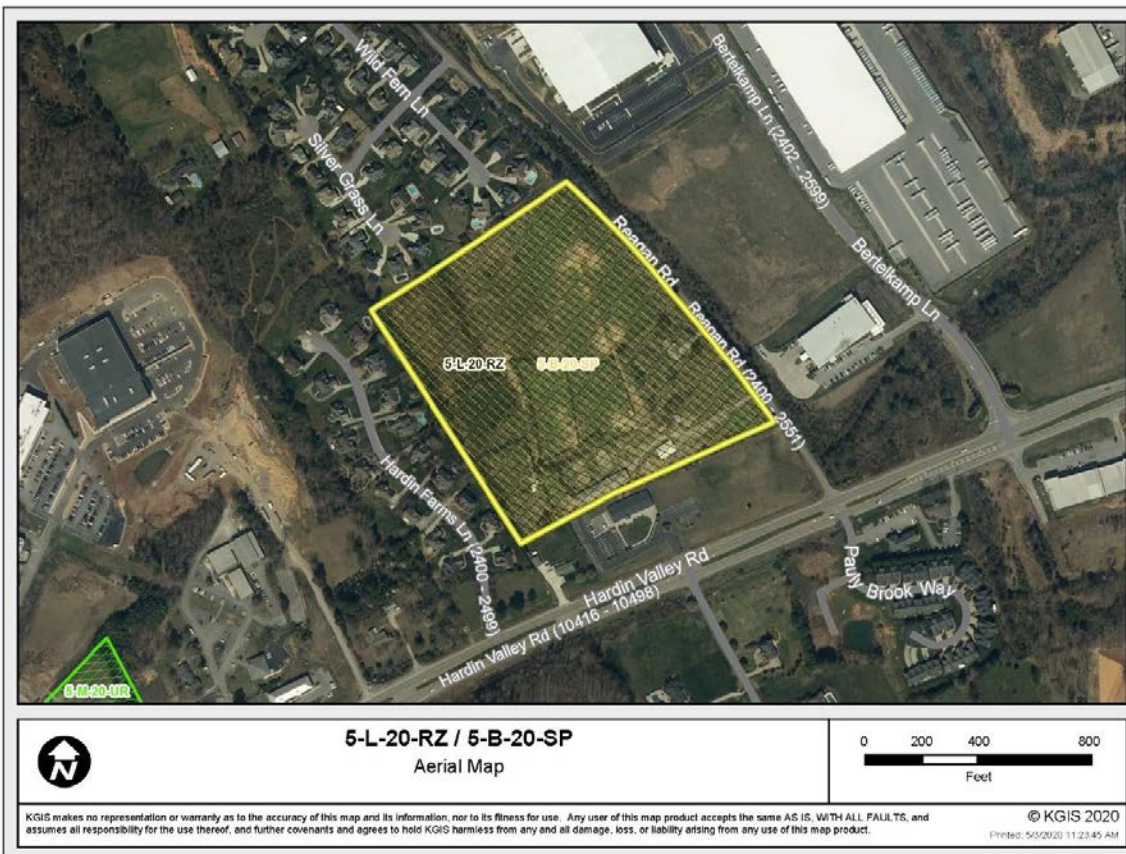 Wild Fern Ln
Silver Grass Ln
Bertelkamp Ln (2402 - 2599)
Bertelkamp Ln
Reagan Rd
Reagan Rd (2400 - 2551)
5-L-20-RZ
5-B-20-SP
Hardin Farms Ln (2400 - 2499)
Hardin Valley Rd
Hardin Valley Rd (10416 - 10498)
Pauly Brook Way
5-M-20-UR
N
5-L-20-RZ / 5-B-20-SP
Aerial Map
0 200 400 800
Feet
KGIS makes no representation or warranty as to the accuracy of this map and its information, nor to its fitness for use. Any user of this map product accepts the same AS IS, WITH ALL FAULTS, and
assumes all responsibility for the use thereof, and further covenants and agrees to hold KGIS harmless from any and all damage, loss, or liability arising from any use of this map product.
© KGIS 2020
Printed: 5/3/2020 11:23:45 AM